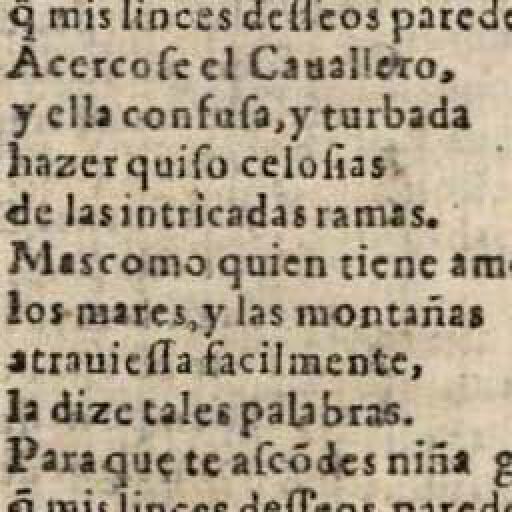 q̃ mis linces deſſeos parede
Acercoſe el Cauallero,
y ella confuſa, y turbada
hazer quiſo celoſias
de las intricadas ramas.
Mas como quien tiene am
los mares, y las montañas
atrauieſſa facilmente,
la dize tales palabras.
Para que te aſcõdes niña g
q̃ mis linces deſſeos parede